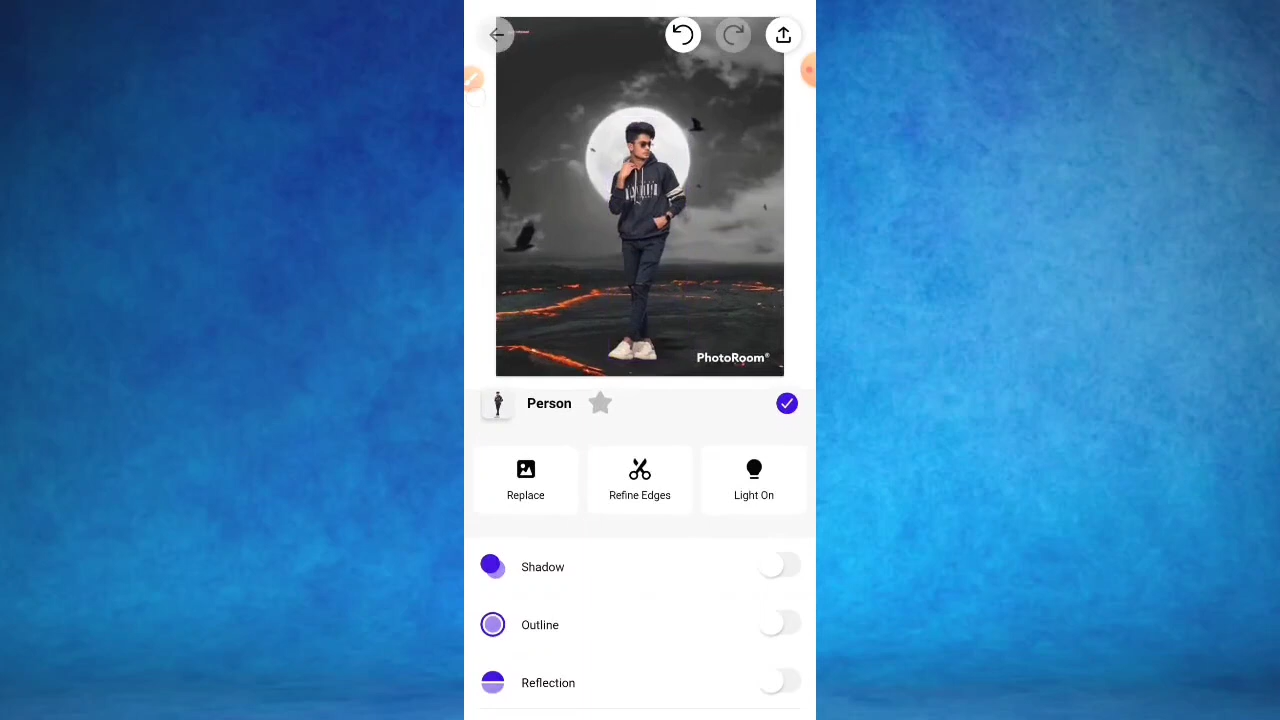 PhotoRoom®
Person
Replace
Refine Edges
Light On
Shadow
Outline
Reflection